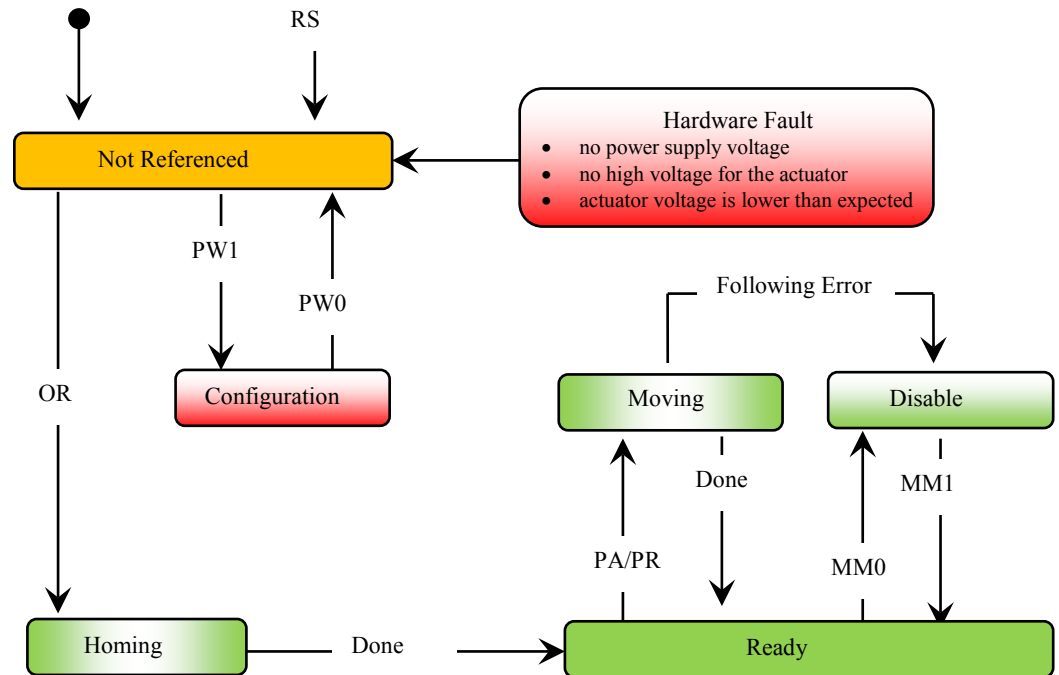 RS
Hardware Fault
• no power supply voltage
• no high voltage for the actuator
• actuator voltage is lower than expected
Not Referenced
PW1
PW0
Following Error
OR
Configuration
Moving
Disable
Done
MM1
PA/PR
MM0
Homing
Done
Ready